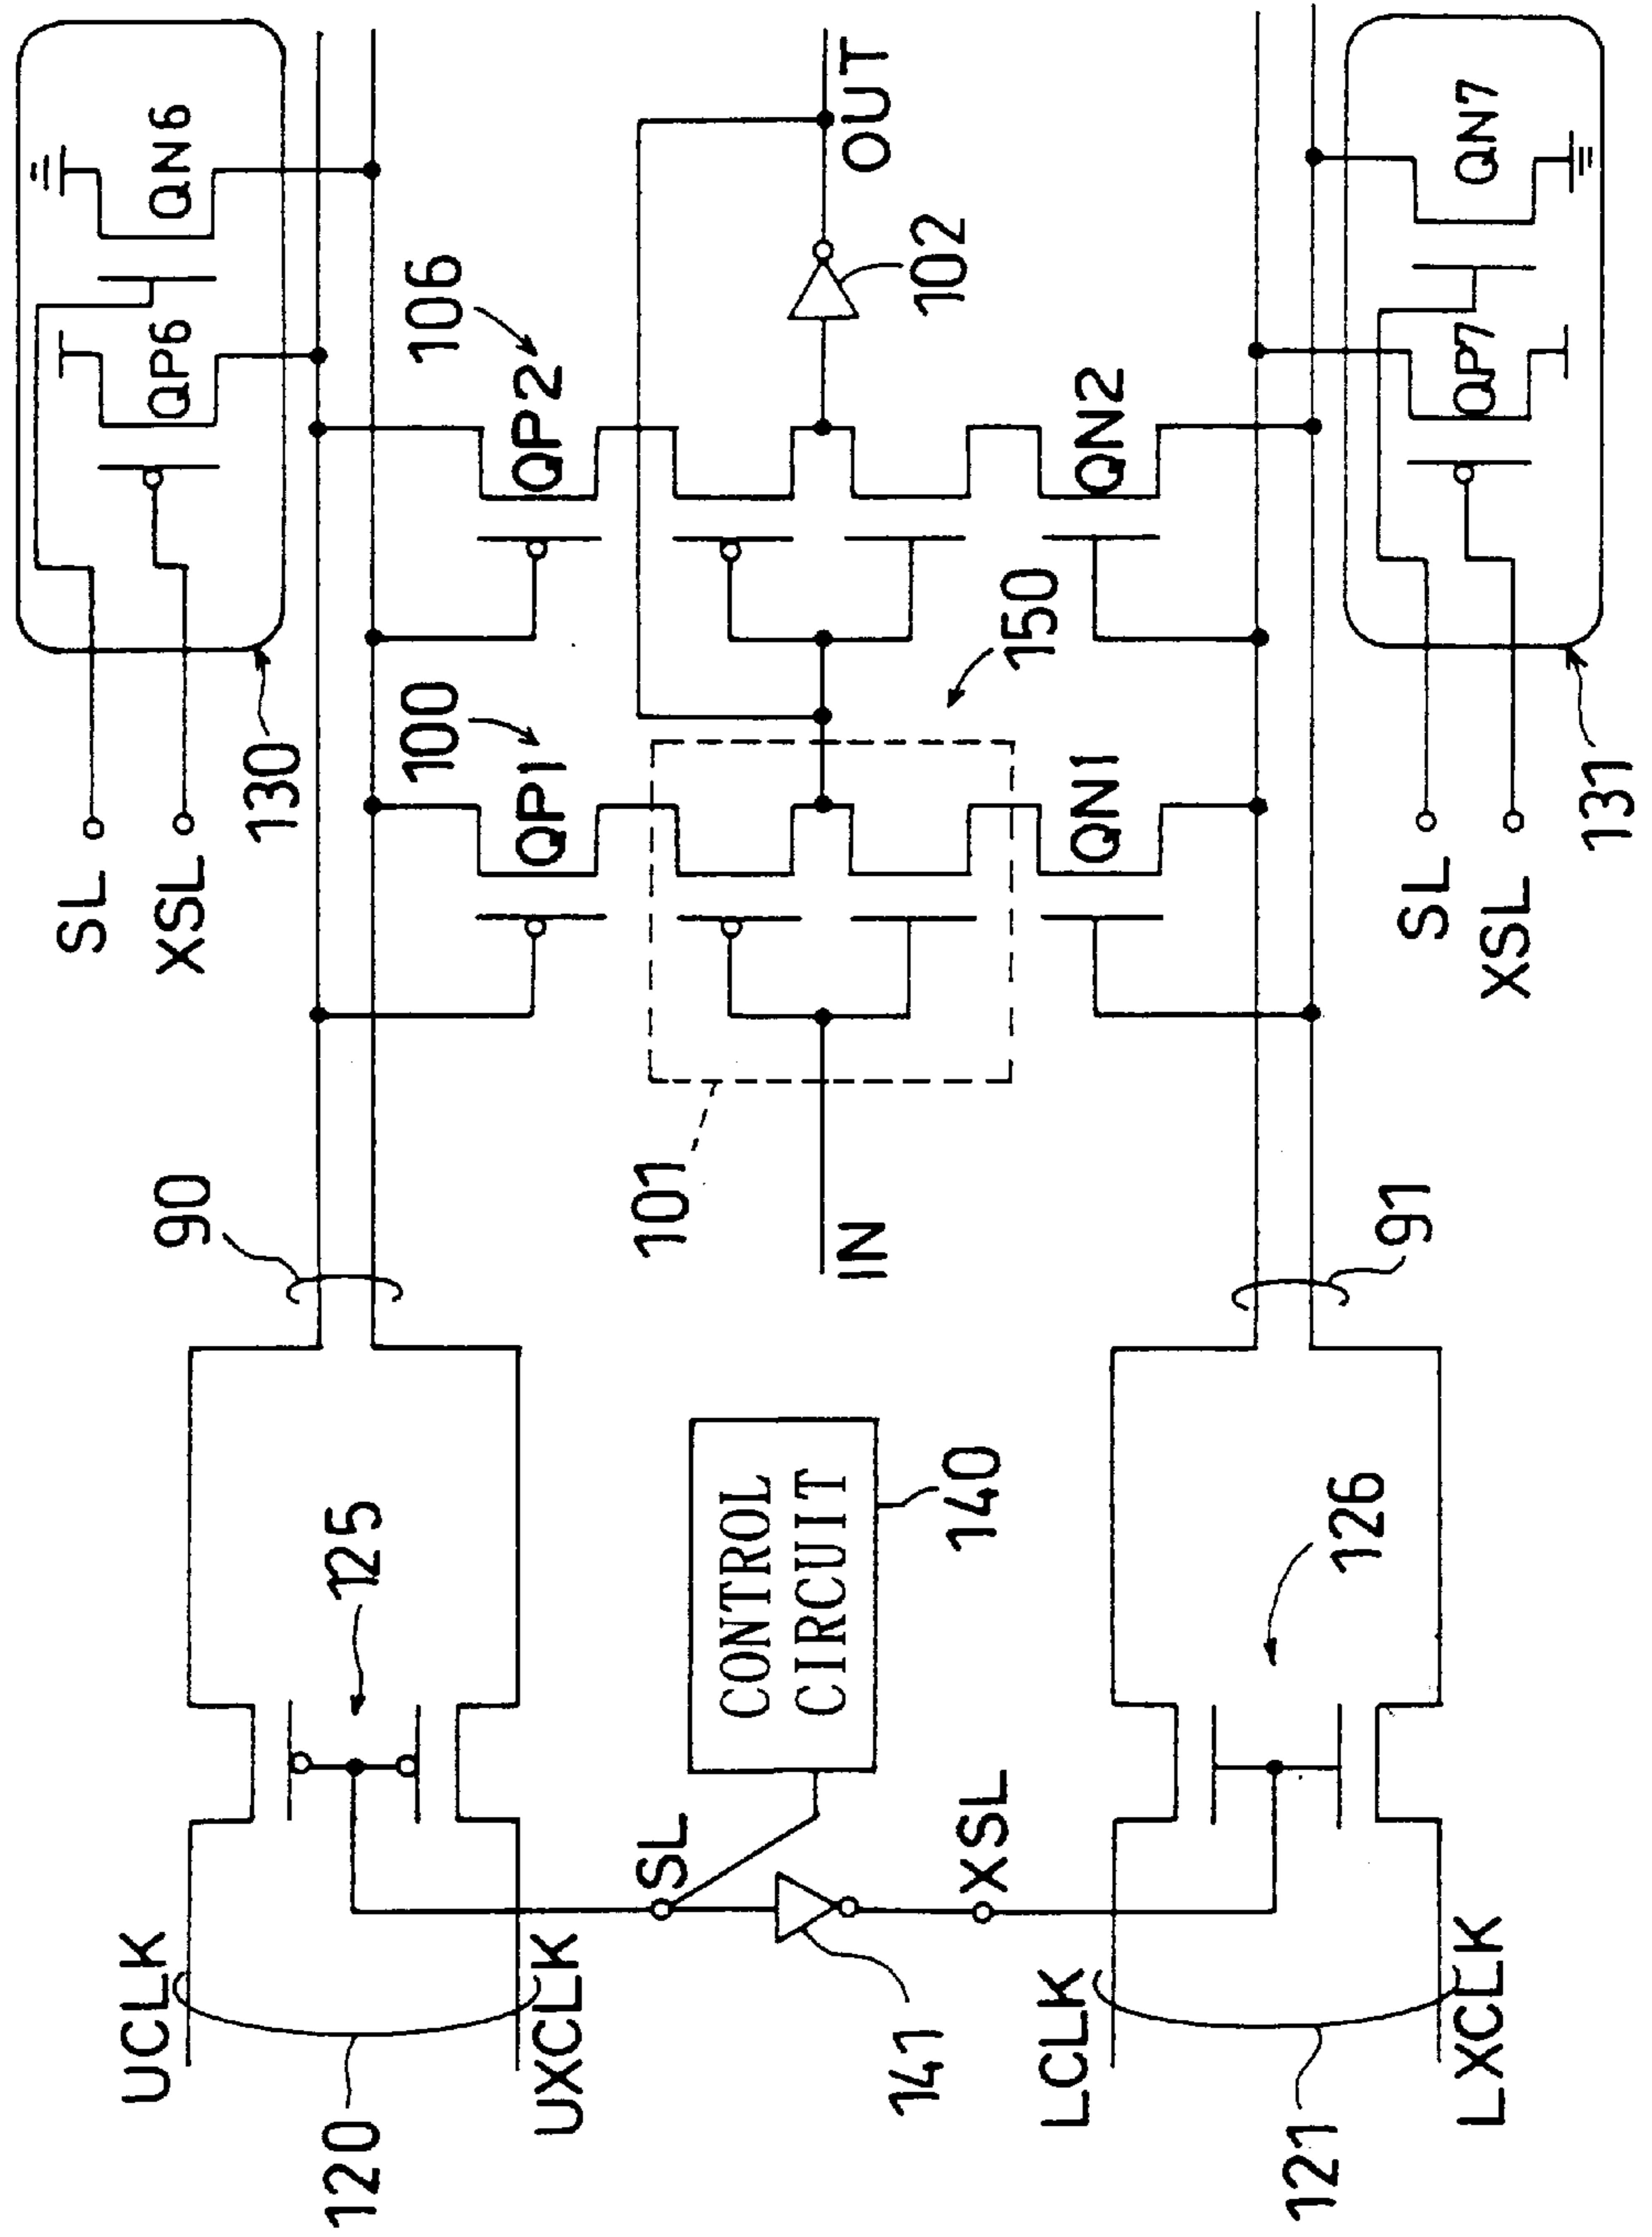 SL
XSL
130
QP6
QN6
90
UCLK
120
UXCLK
125
100
QP1
106
QP2
101
IN
150
102
OUT
SL
CONTROL
CIRCUIT
140
141
XSL
QN1
QN2
LCLK
121
LXCLK
126
91
SL
XSL
131
QP7
QN7